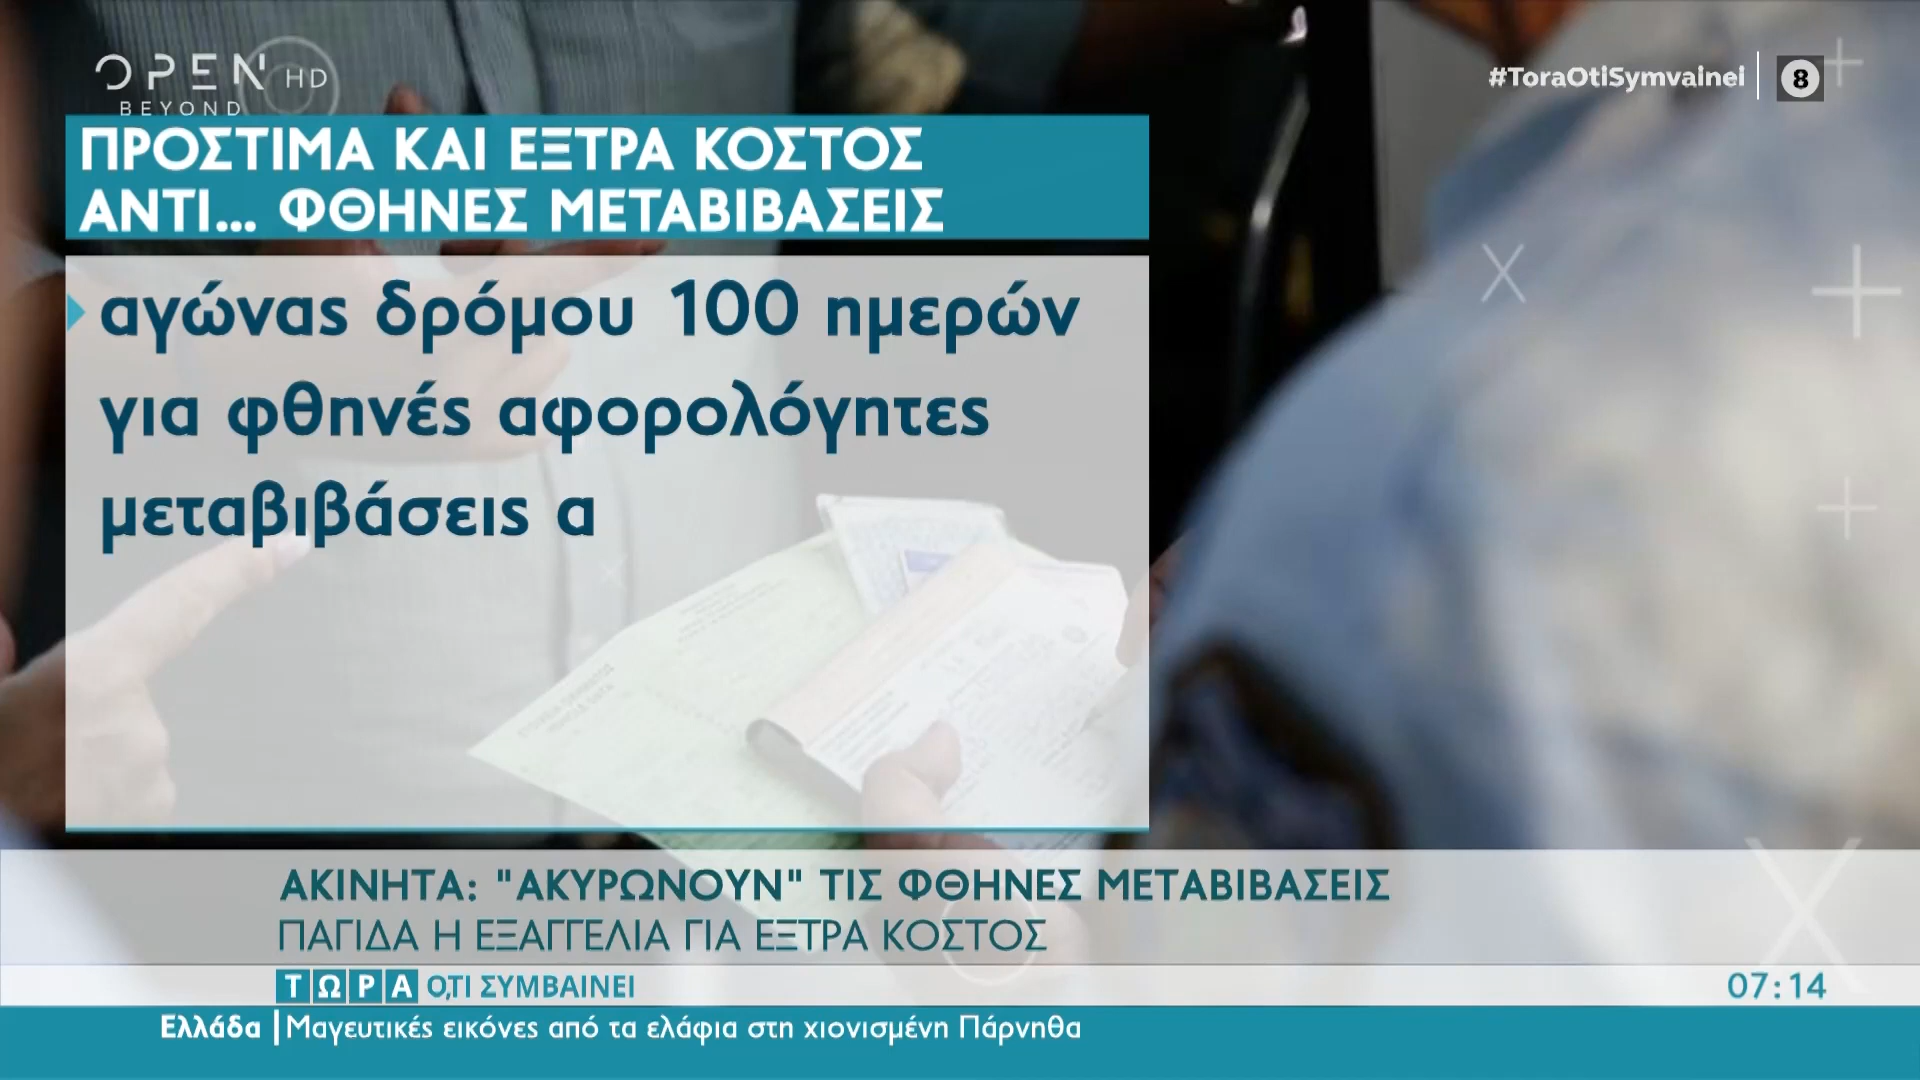 OPEN HD
BEYOND
#ToraOtiSymvainei
8
ΠΡΟΣΤΙΜΑ ΚΑΙ ΕΞΤΡΑ ΚΟΣΤΟΣ
ΑΝΤΙ... ΦΘΗΝΕΣ ΜΕΤΑΒΙΒΑΣΕΙΣ
αγώνας δρόμου 100 ημερών
για φθηνές αφορολόγητες
μεταβιβάσεις α
ΑΚΙΝΗΤΑ: "ΑΚΥΡΩΝΟΥΝ" ΤΙΣ ΦΘΗΝΕΣ ΜΕΤΑΒΙΒΑΣΕΙΣ
ΠΑΓΙΔΑ Η ΕΞΑΓΓΕΛΙΑ ΓΙΑ ΕΞΤΡΑ ΚΟΣΤΟΣ
ΤΩΡΑ Ο,ΤΙ ΣΥΜΒΑΙΝΕΙ
07:14
Ελλάδα | Μαγευτικές εικόνες από τα ελάφια στη χιονισμένη Πάρνηθα